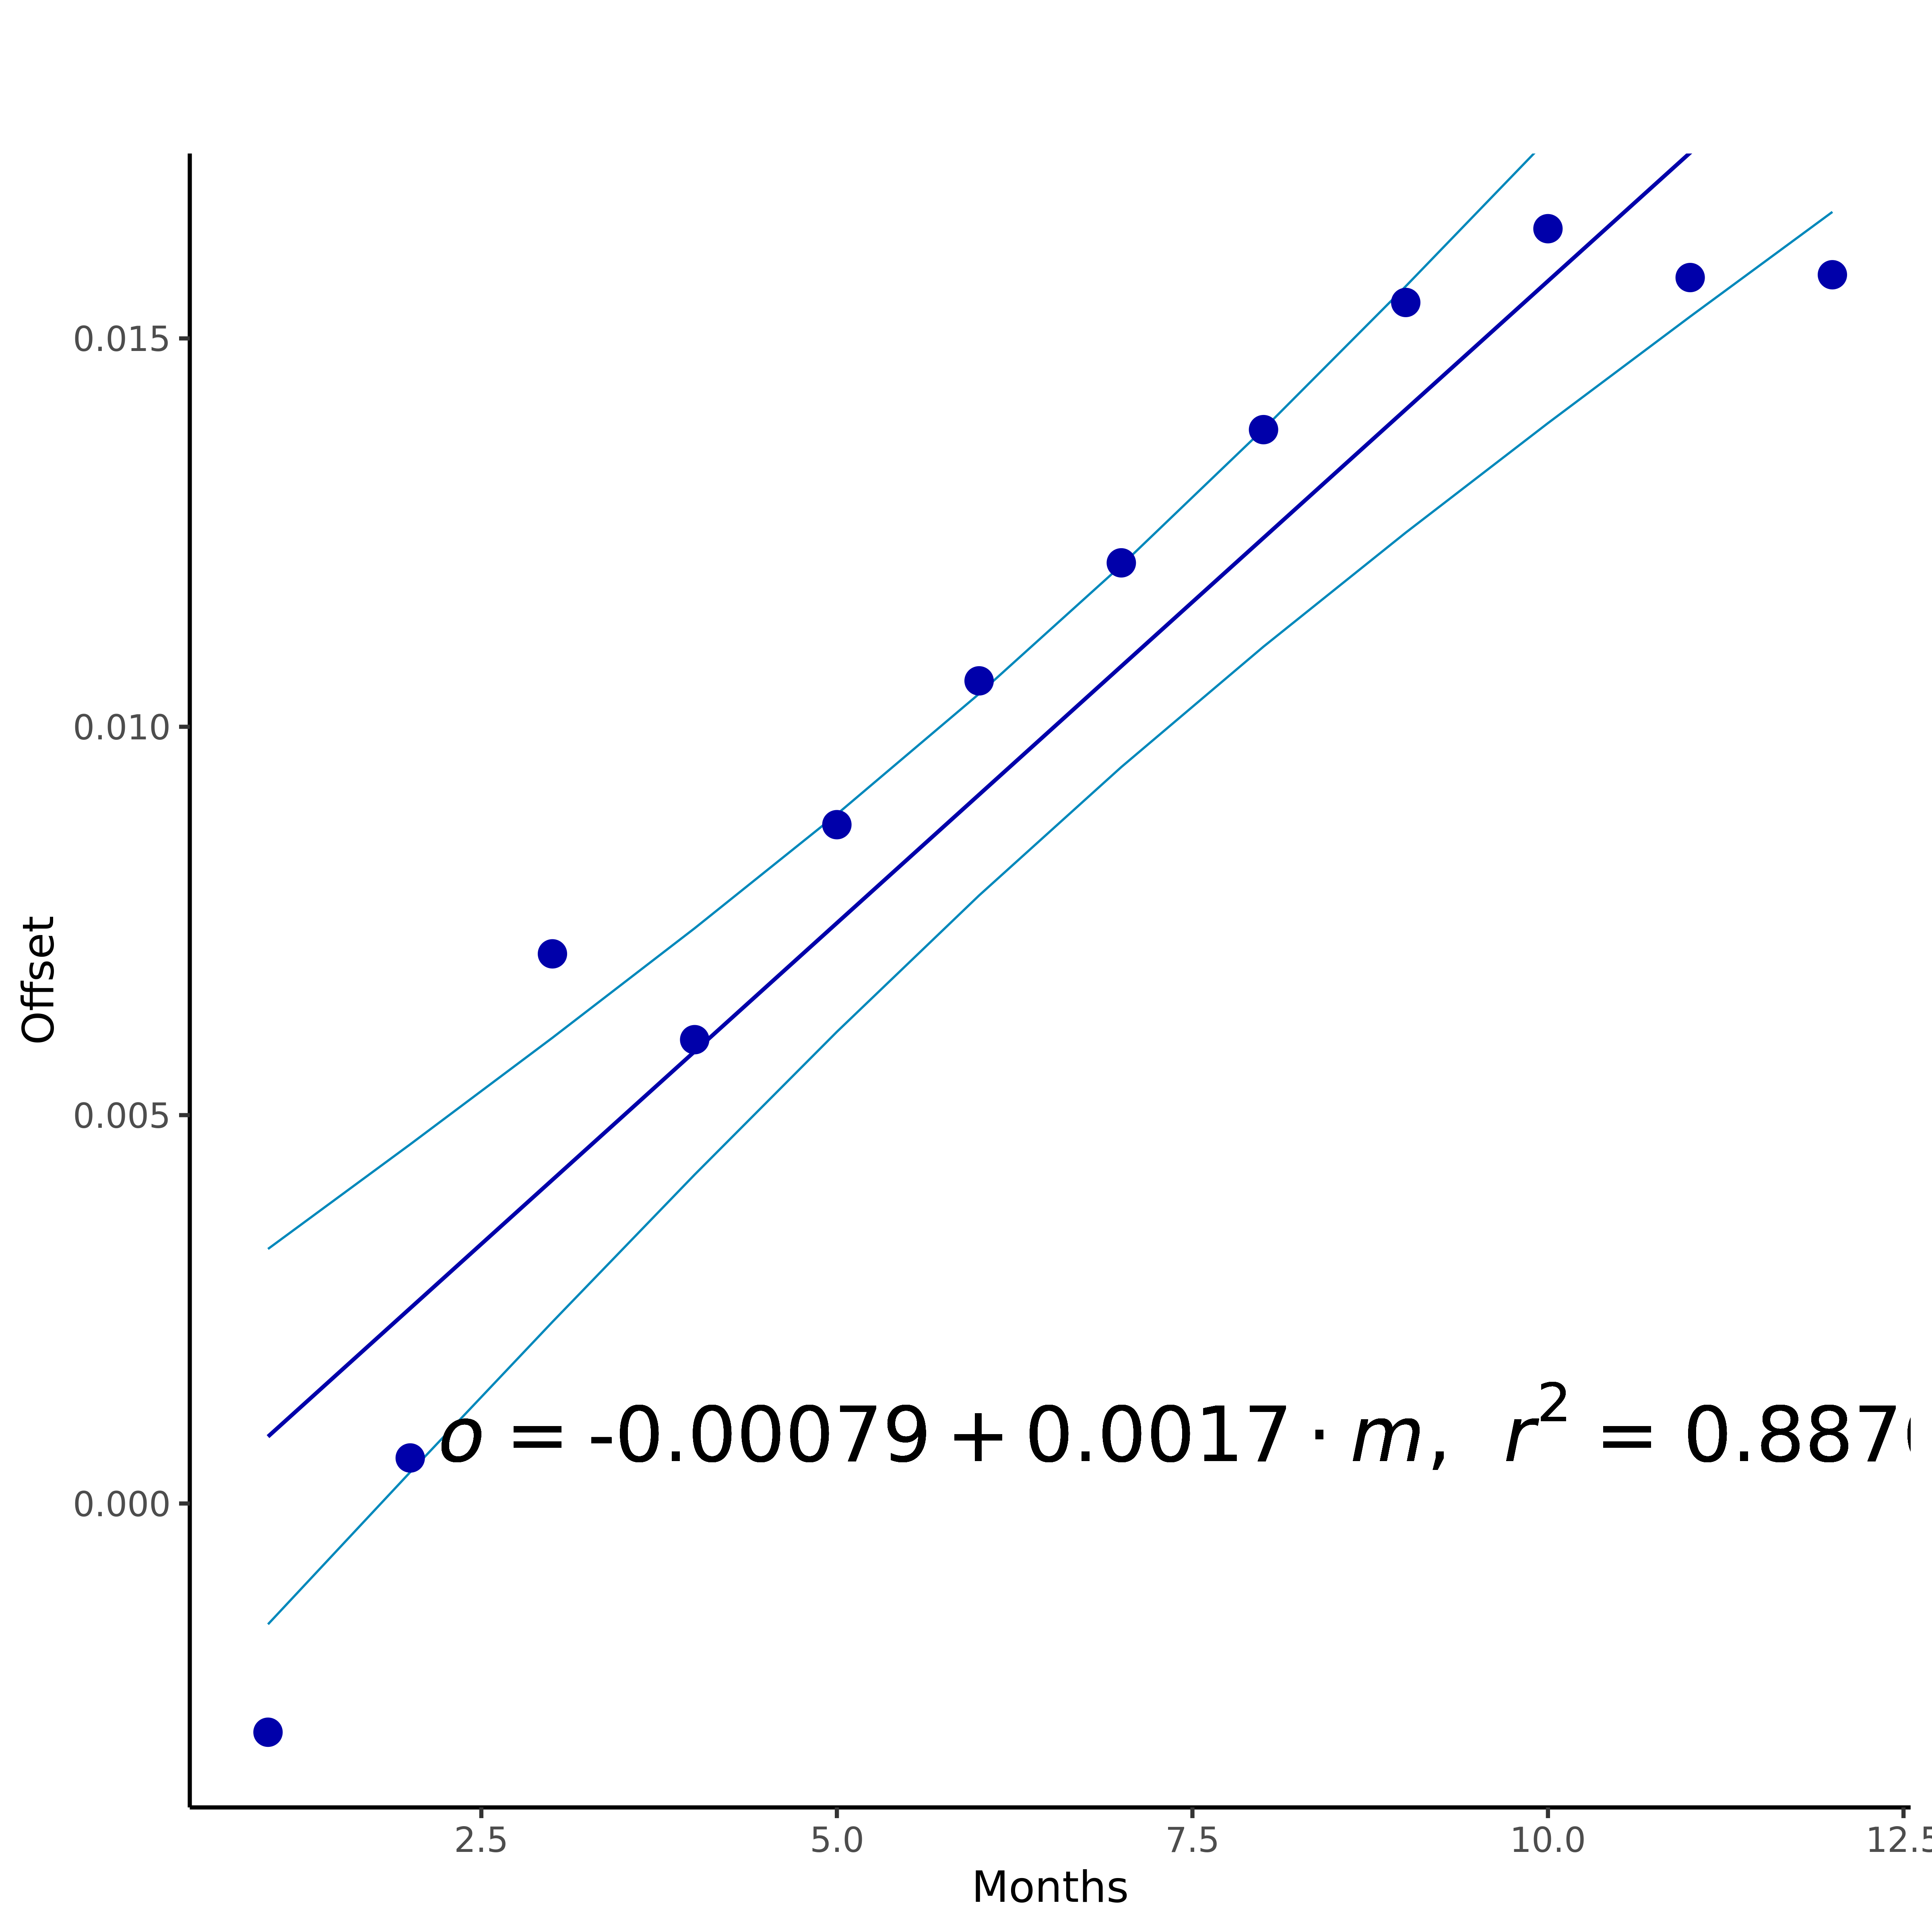 0.015
0.010
0.005
0.000
Offset
o = -0.00079 + 0.0017 · m, r² = 0.887
2.5 5.0 7.5 10.0 12.5
Months